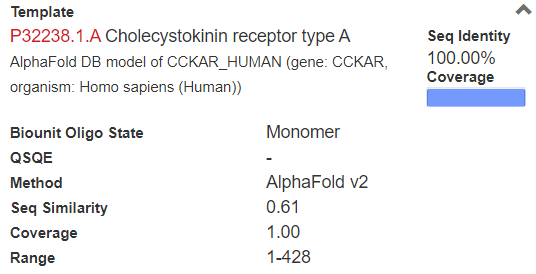 Template
P32238.1.A Cholecystokinin receptor type A
AlphaFold DB model of CCKAR_HUMAN (gene: CCKAR,
organism: Homo sapiens (Human))
Seq Identity
100.00%
Coverage
Biounit Oligo State Monomer
QSQE -
Method AlphaFold v2
Seq Similarity 0.61
Coverage 1.00
Range 1-428